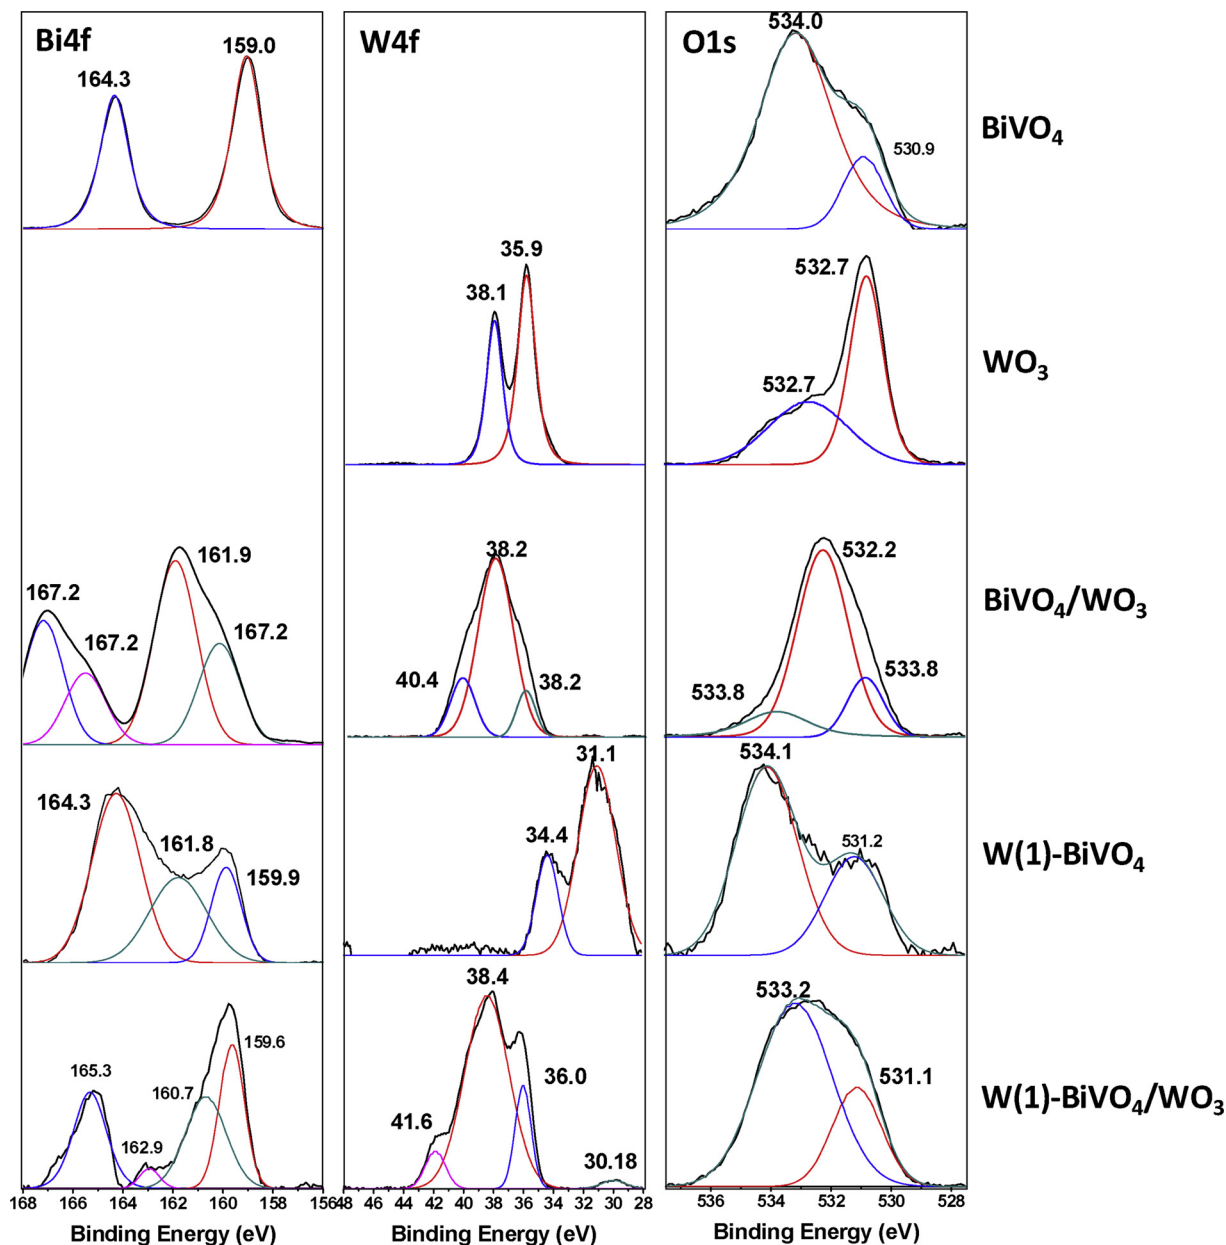 Bi4f
W4f
O1s
164.3
159.0
534.0
530.9
BiVO4
38.1
35.9
532.7
532.7
WO3
167.2
167.2
161.9
167.2
40.4
38.2
38.2
533.8
532.2
533.8
BiVO4/WO3
164.3
161.8
159.9
34.4
31.1
534.1
531.2
W(1)-BiVO4
165.3
162.9
160.7
159.6
41.6
38.4
36.0
30.18
533.2
531.1
W(1)-BiVO4/WO3
168 166 164 162 160 158 156
48 46 44 42 40 38 36 34 32 30 28
536 534 532 530 528
Binding Energy (eV)
Binding Energy (eV)
Binding Energy (eV)